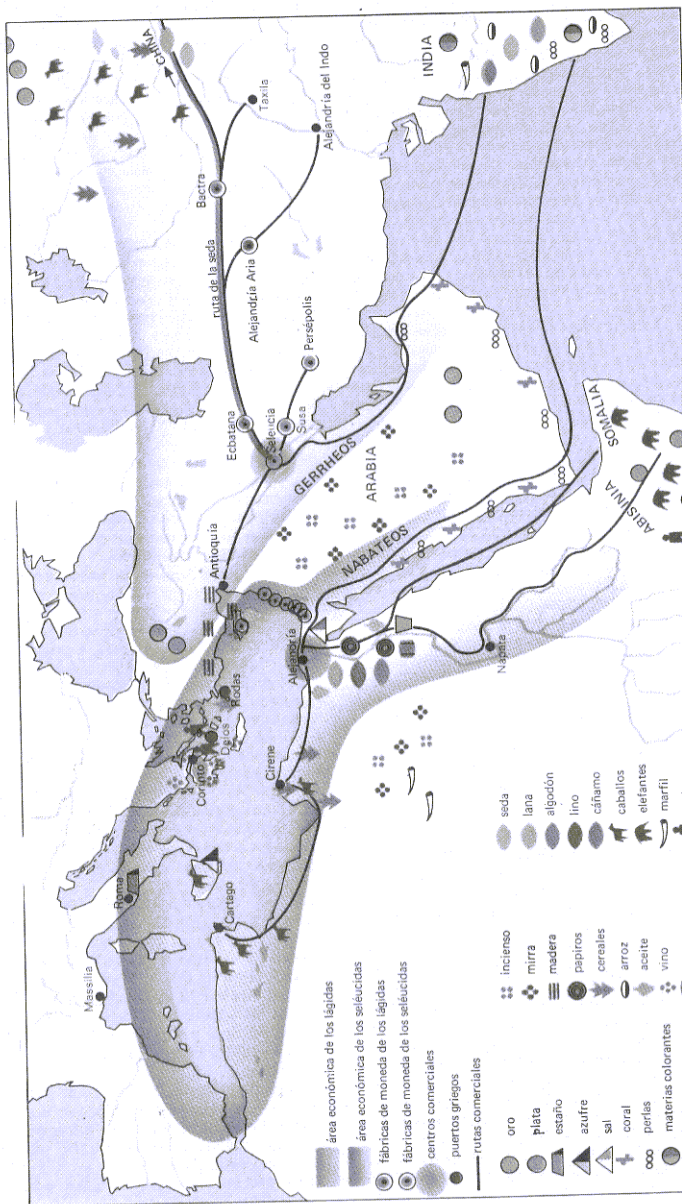 Massilia
Roma
Cartago
Corinto
Delos
Rodas
Cirene
Alejandría
Antioquía
Napata
NABATEOS
GERRHEOS
ARABIA
Seleucia
Susa
Persépolis
Ecbatana
ruta de la seda
Alejandría Aria
Bactra
Taxila
Alejandría del Indo
CHINA
INDIA
SOMALIA
ABISINIA
área económica de los lágidas
área económica de los seléucidas
fábricas de moneda de los lágidas
fábricas de moneda de los seléucidas
centros comerciales
puertos griegos
rutas comerciales
oro
plata
estaño
azufre
sal
coral
perlas
materias colorantes
incienso
mirra
madera
papiros
cereales
arroz
aceite
vino
seda
lana
algodón
lino
cáñamo
caballos
elefantes
marfil